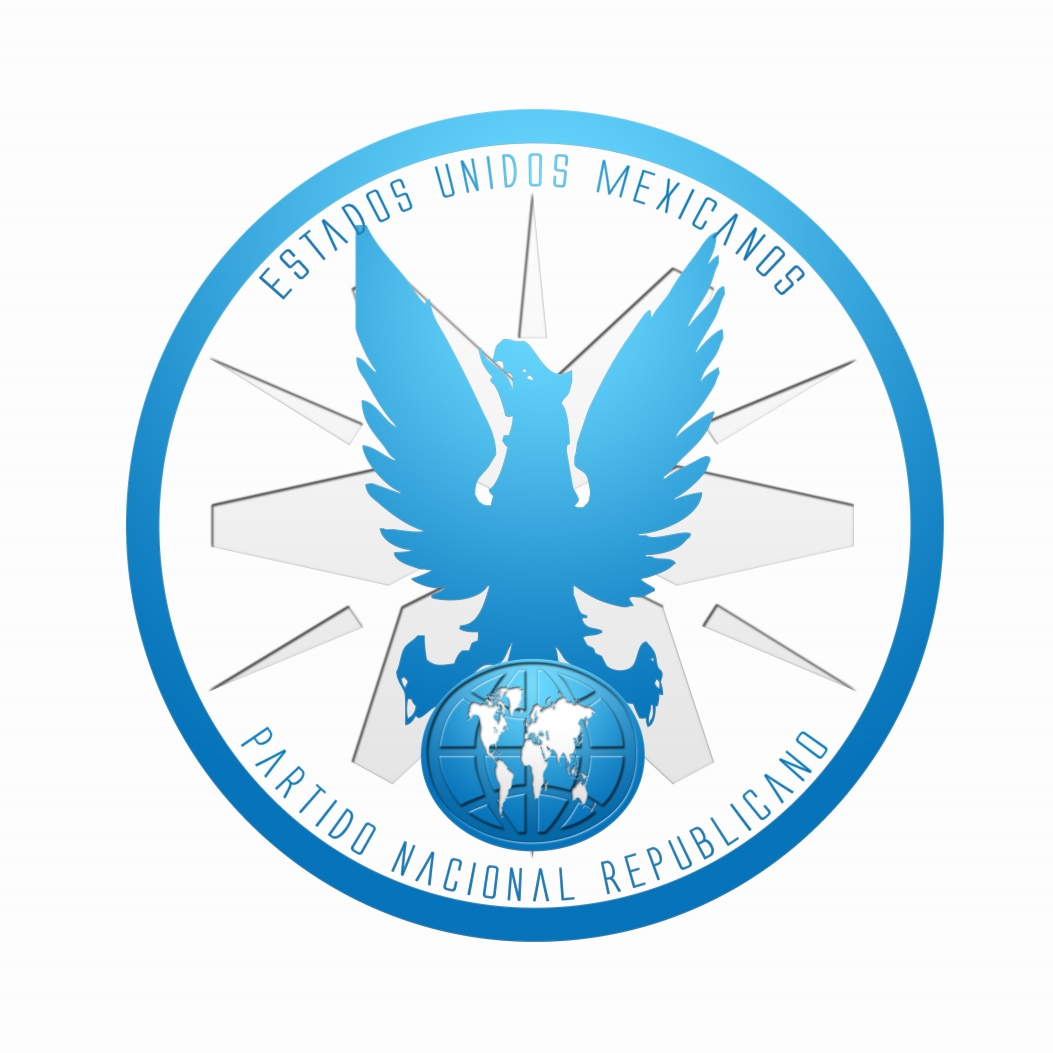 ESTADOS UNIDOS MEXICANOS
PARTIDO NACIONAL REPUBLICANO